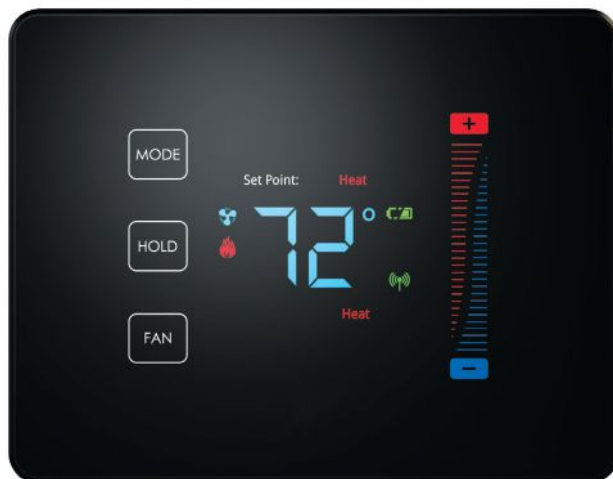 MODE
Set Point: Heat
HOLD
72°
FAN
Heat
+
-